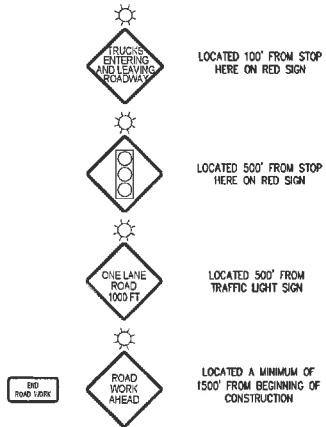 TRUCKS
ENTERING
AND LEAVING
ROADWAY
LOCATED 100' FROM STOP
HERE ON RED SIGN
LOCATED 500' FROM STOP
HERE ON RED SIGN
ONE LANE
ROAD
1000 FT
LOCATED 500' FROM
TRAFFIC LIGHT SIGN
END
ROAD WORK
ROAD
WORK
AHEAD
LOCATED A MINIMUM OF
1500' FROM BEGINNING OF
CONSTRUCTION